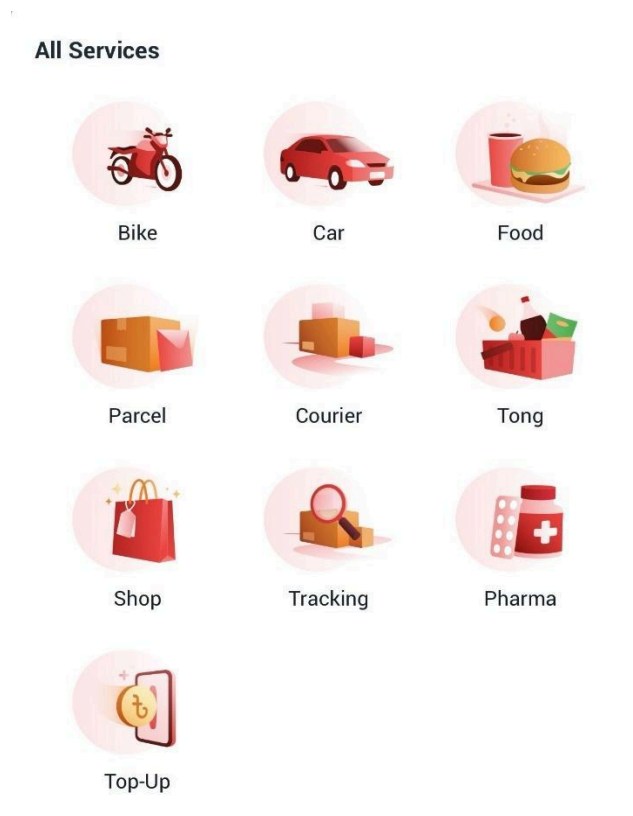 All Services
Bike
Car
Food
Parcel
Courier
Tong
Shop
Tracking
Pharma
৳
Top-Up